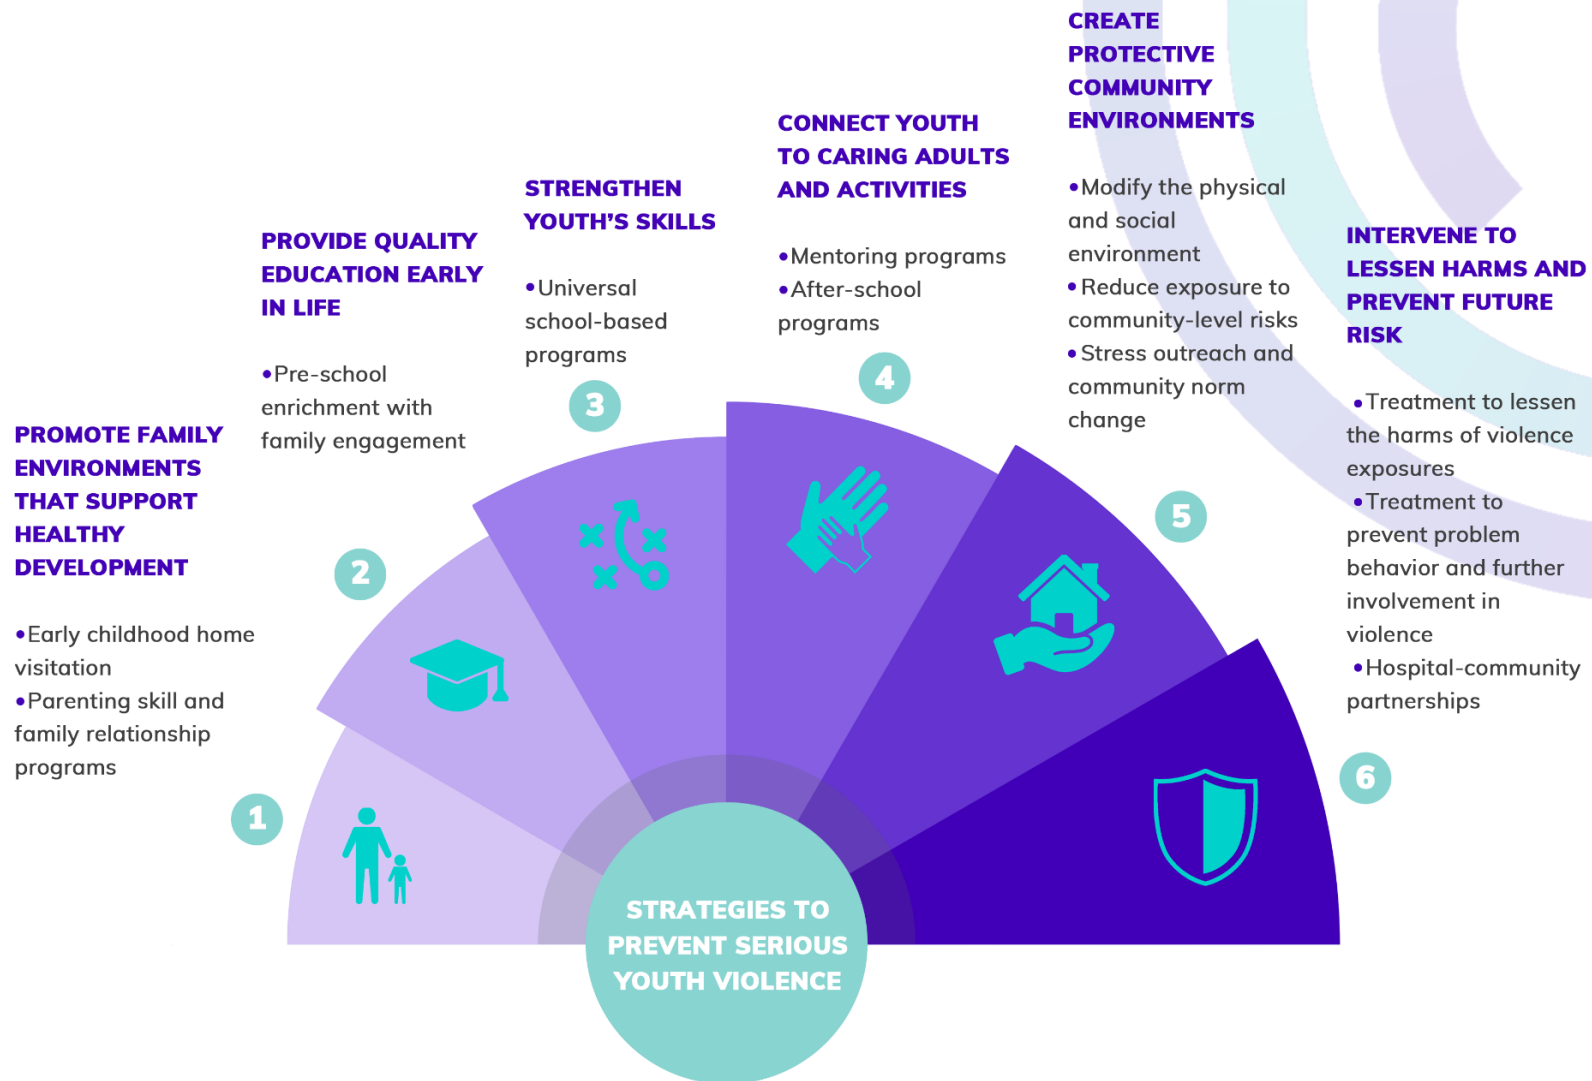 PROMOTE FAMILY
ENVIRONMENTS
THAT SUPPORT
HEALTHY
DEVELOPMENT
•Early childhood home
visitation
•Parenting skill and
family relationship
programs
1
PROVIDE QUALITY
EDUCATION EARLY
IN LIFE
•Pre-school
enrichment with
family engagement
2
STRENGTHEN
YOUTH'S SKILLS
•Universal
school-based
programs
3
CONNECT YOUTH
TO CARING ADULTS
AND ACTIVITIES
•Mentoring programs
•After-school
programs
4
CREATE
PROTECTIVE
COMMUNITY
ENVIRONMENTS
•Modify the physical
and social
environment
•Reduce exposure to
community-level risks
•Stress outreach and
community norm
change
5
INTERVENE TO
LESSEN HARMS AND
PREVENT FUTURE
RISK
•Treatment to lessen
the harms of violence
exposures
•Treatment to
prevent problem
behavior and further
involvement in
violence
•Hospital-community
partnerships
6
STRATEGIES TO
PREVENT SERIOUS
YOUTH VIOLENCE